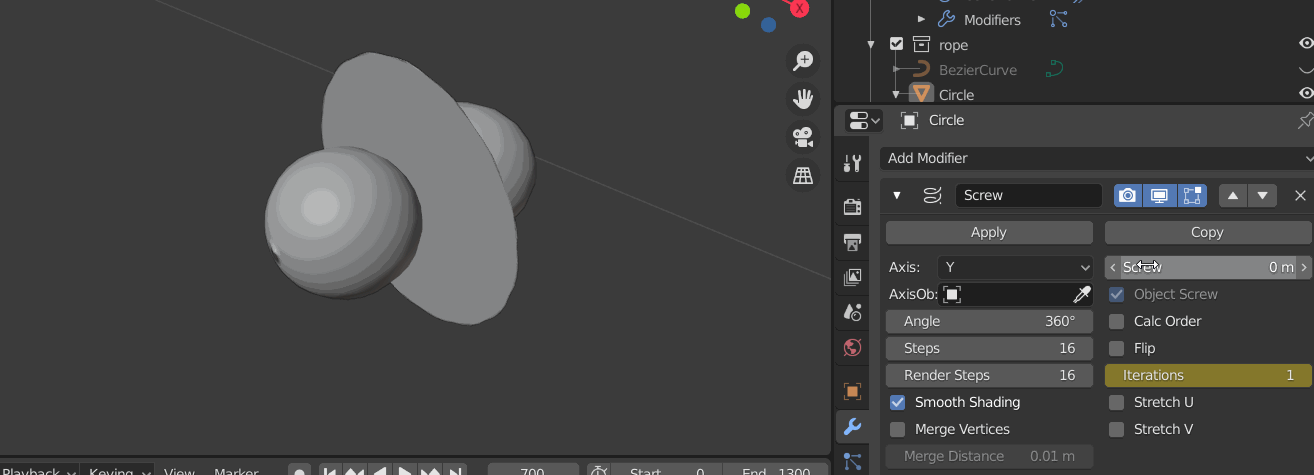 X
Modifiers
rope
BezierCurve
Circle
Circle
Add Modifier
Screw
Apply
Copy
Axis:
Y
Screw
0 m
AxisOb:
Object Screw
Angle
360°
Calc Order
Steps
16
Flip
Render Steps
16
Iterations
1
Smooth Shading
Stretch U
Merge Vertices
Stretch V
Merge Distance
0.01 m
Playback
Keying
View
Marker
700
Start
0
End
1300